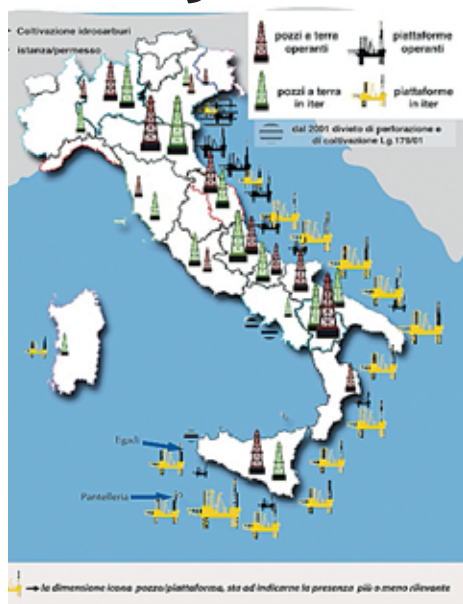 Coltivazione idrocarburi
istanza/permesso
pozzi a terra
operanti
piattaforme
operanti
pozzi a terra
in iter
piattaforme
in iter
dal 2001 divieto di perforazione e
di coltivazione Lg.179/01
Egadi
Pantelleria
la dimensione icona pozzo/piattaforma, sta ad indicarne la presenza più o meno rilevante